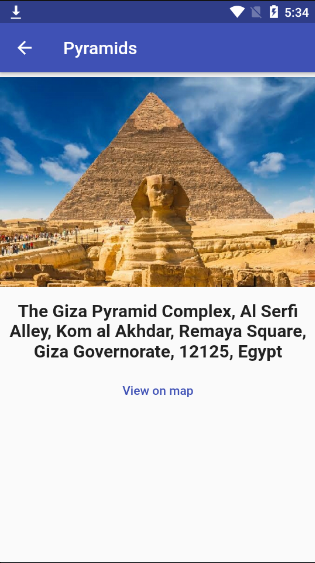 5:34
Pyramids
The Giza Pyramid Complex, Al Serfi
Alley, Kom al Akhdar, Remaya Square,
Giza Governorate, 12125, Egypt
View on map